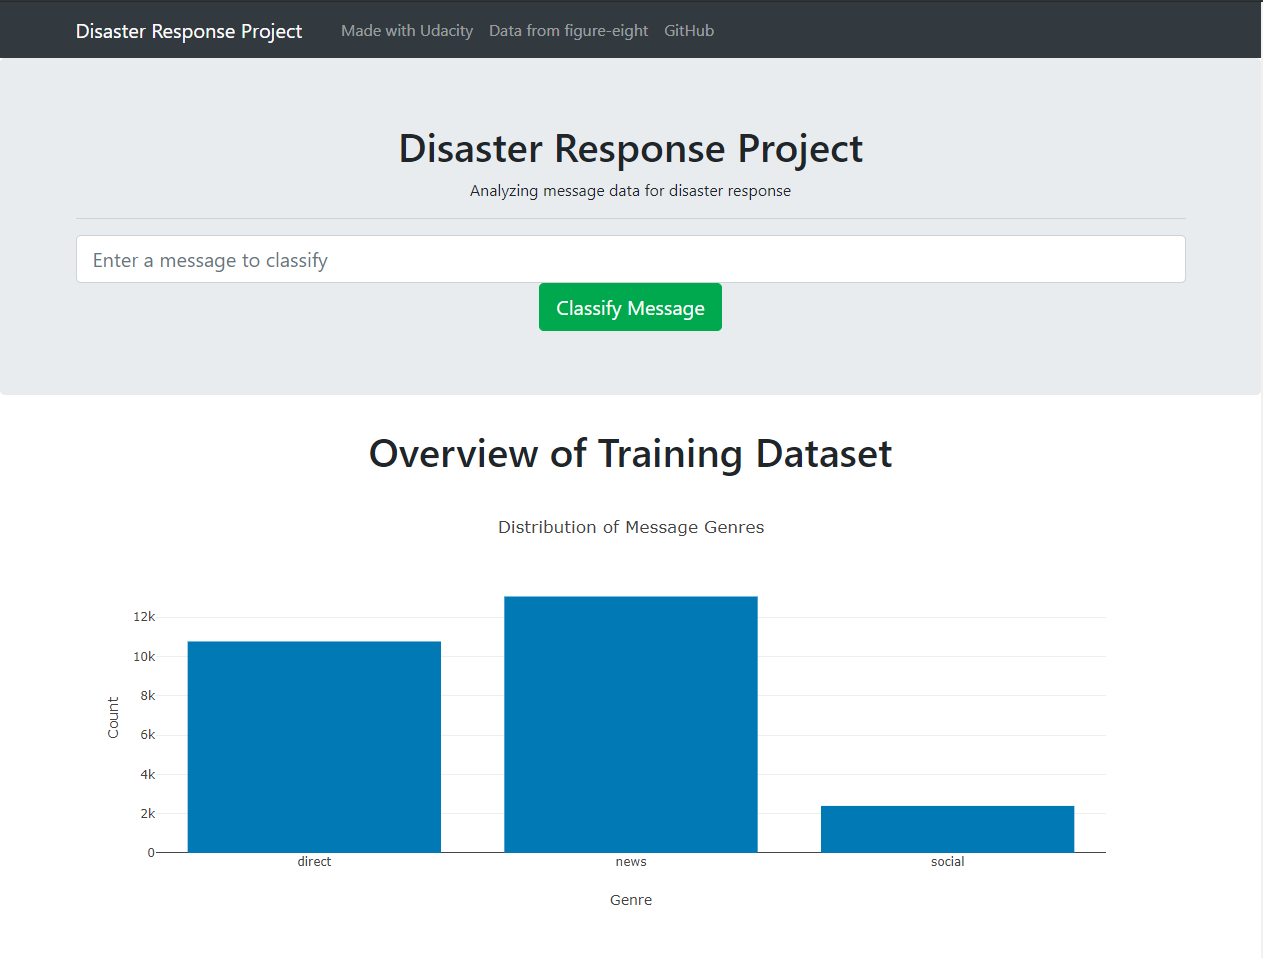 Disaster Response Project Made with Udacity Data from figure-eight GitHub
Disaster Response Project
Analyzing message data for disaster response
Enter a message to classify
Classify Message
Overview of Training Dataset
Distribution of Message Genres
12k
10k
8k
6k
4k
2k
0
Count
direct news social
Genre